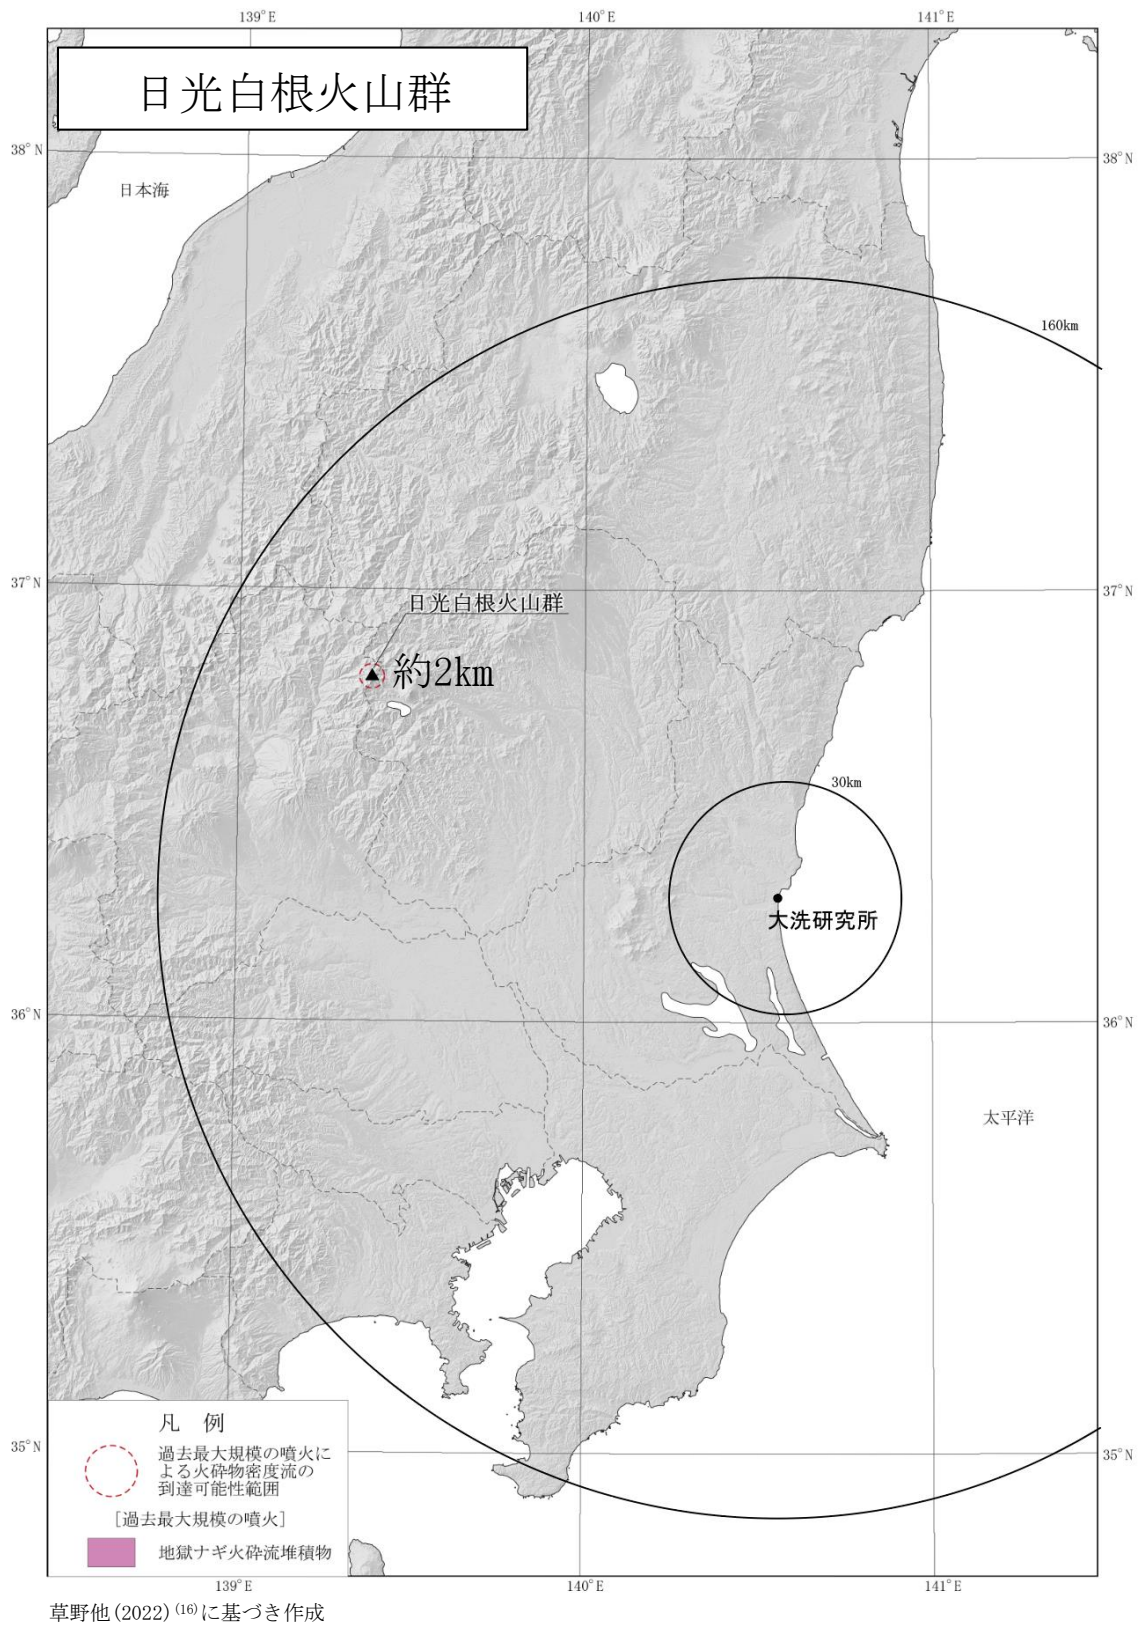 139°E 140°E 141°E
日光白根火山群
38°N 38°N
日本海
160km
37°N 37°N
日光白根火山群
約2km
30km
大洗研究所
36°N 36°N
太平洋
凡 例
過去最大規模の噴火に
よる火砕物密度流の
到達可能性範囲
[過去最大規模の噴火]
地獄ナギ火砕流堆積物
35°N 35°N
139°E 140°E 141°E
草野他(2022)(16)に基づき作成